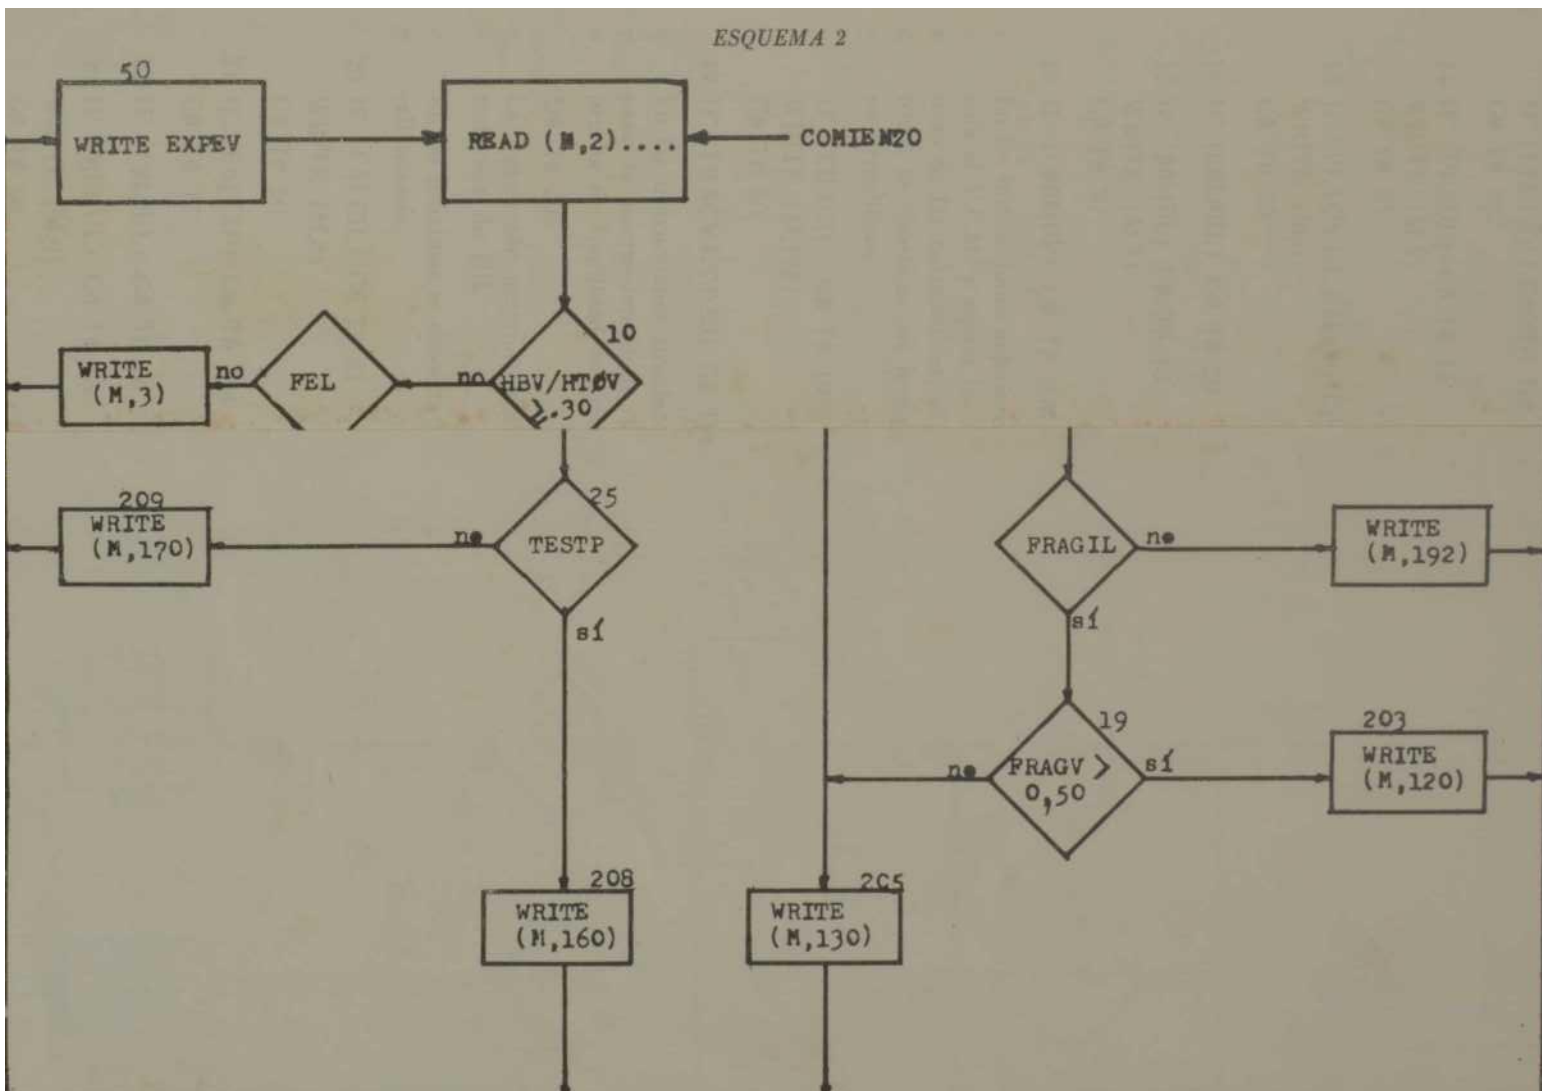 ESQUEMA 2
50
WRITE EXPEV
READ (M,2)....
COMIENZO
10
HBV/HTØV
≥.30
no
FEL
no
WRITE
(M,3)
25
TESTP
no
sí
209
WRITE
(M,170)
FRAGIL
no
sí
WRITE
(M,192)
19
FRAGV >
0,50
no
sí
203
WRITE
(M,120)
208
WRITE
(M,160)
205
WRITE
(M,130)